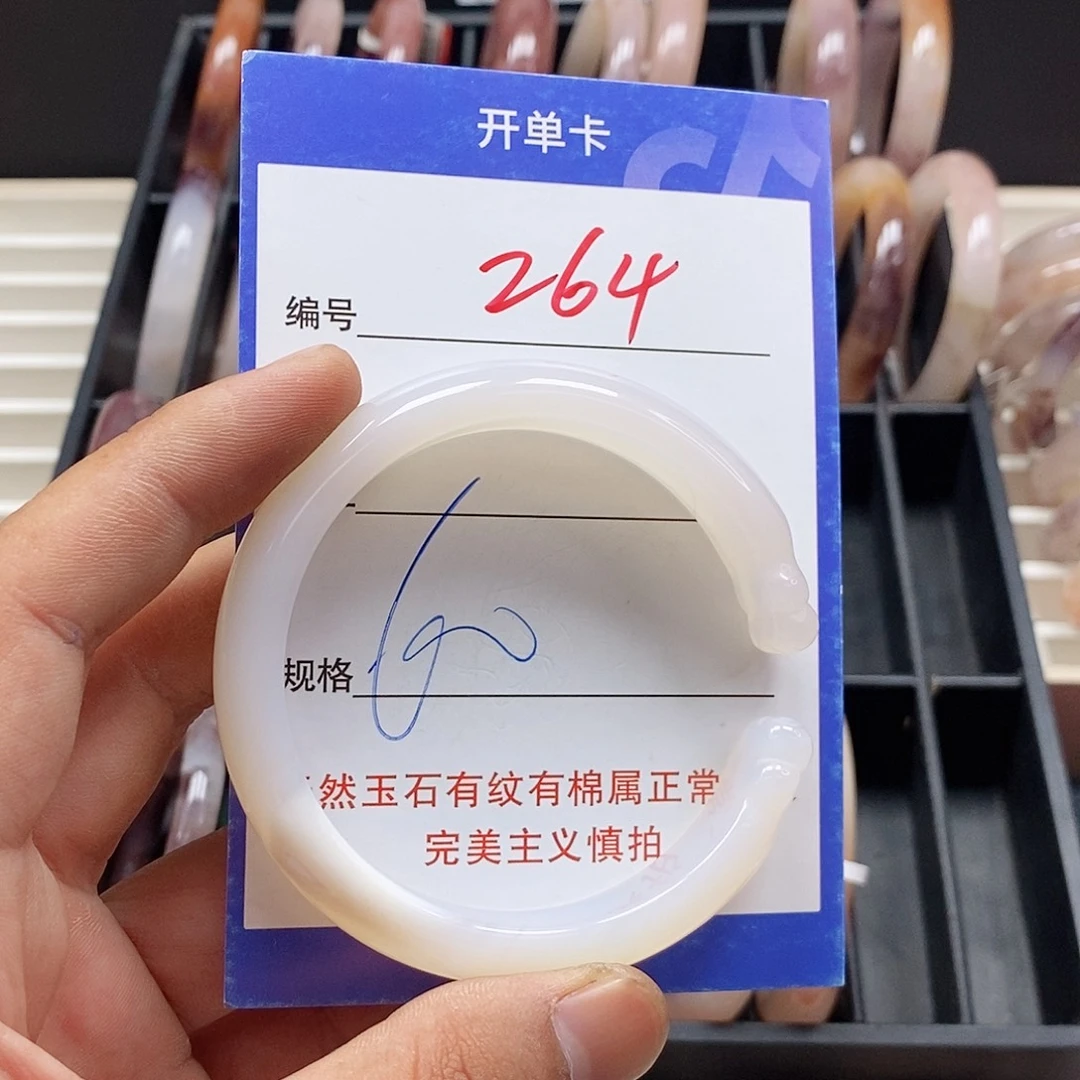 开单卡
编号 264
规格 60
然玉石有纹有棉属正常
完美主义慎拍